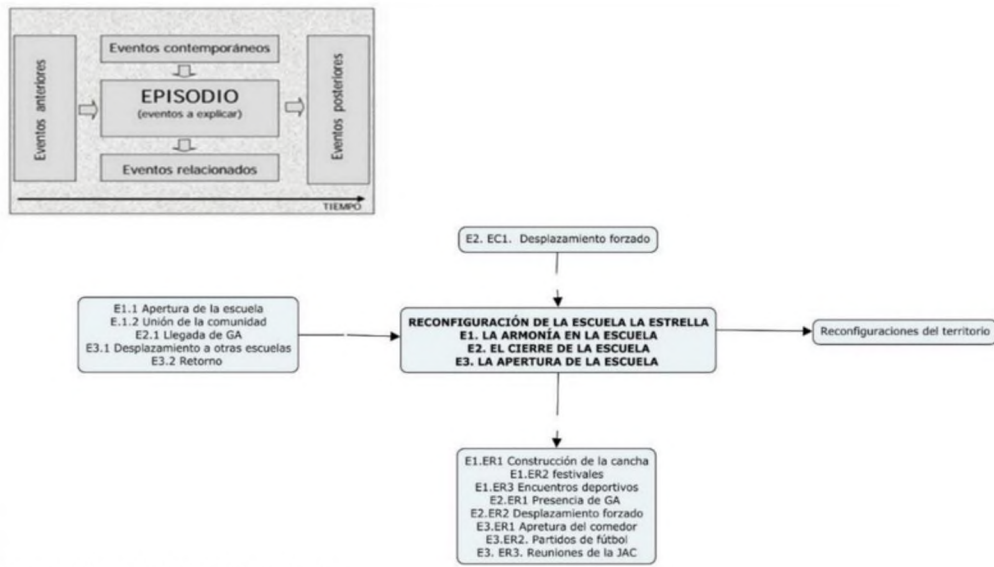 Eventos anteriores
Eventos contemporáneos
EPISODIO
(eventos a explicar)
Eventos relacionados
Eventos posteriores
TIEMPO
E2. EC1. Desplazamiento forzado
E1.1 Apertura de la escuela
E.1.2 Unión de la comunidad
E2.1 Llegada de GA
E3.1 Desplazamiento a otras escuelas
E3.2 Retorno
RECONFIGURACIÓN DE LA ESCUELA LA ESTRELLA
E1. LA ARMONÍA EN LA ESCUELA
E2. EL CIERRE DE LA ESCUELA
E3. LA APERTURA DE LA ESCUELA
Reconfiguraciones del territorio
E1.ER1 Construcción de la cancha
E1.ER2 festivales
E1.ER3 Encuentros deportivos
E2.ER1 Presencia de GA
E2.ER2 Desplazamiento forzado
E3.ER1 Apretura del comedor
E3.ER2. Partidos de fútbol
E3. ER3. Reuniones de la JAC